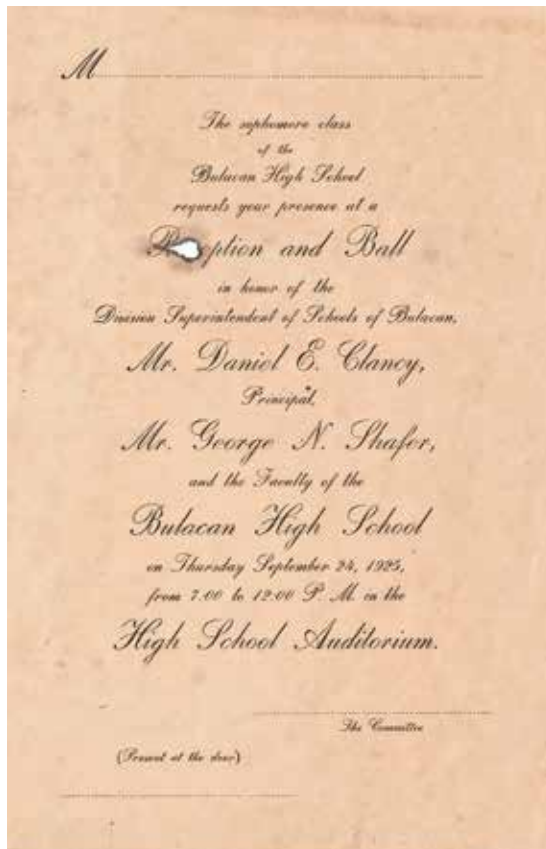 M
The sophomore class
of the
Bulacan High School
requests your presence at a
ption and Ball
in honor of the
Division Superintendent of Schools of Bulacan,
Mr. Daniel E. Clancy,
Principal,
Mr. George N. Shafer,
and the Faculty of the
Bulacan High School
on Thursday September 24, 1925,
from 7:00 to 12:00 P. M. in the
High School Auditorium.
The Committee
(Present at the door)